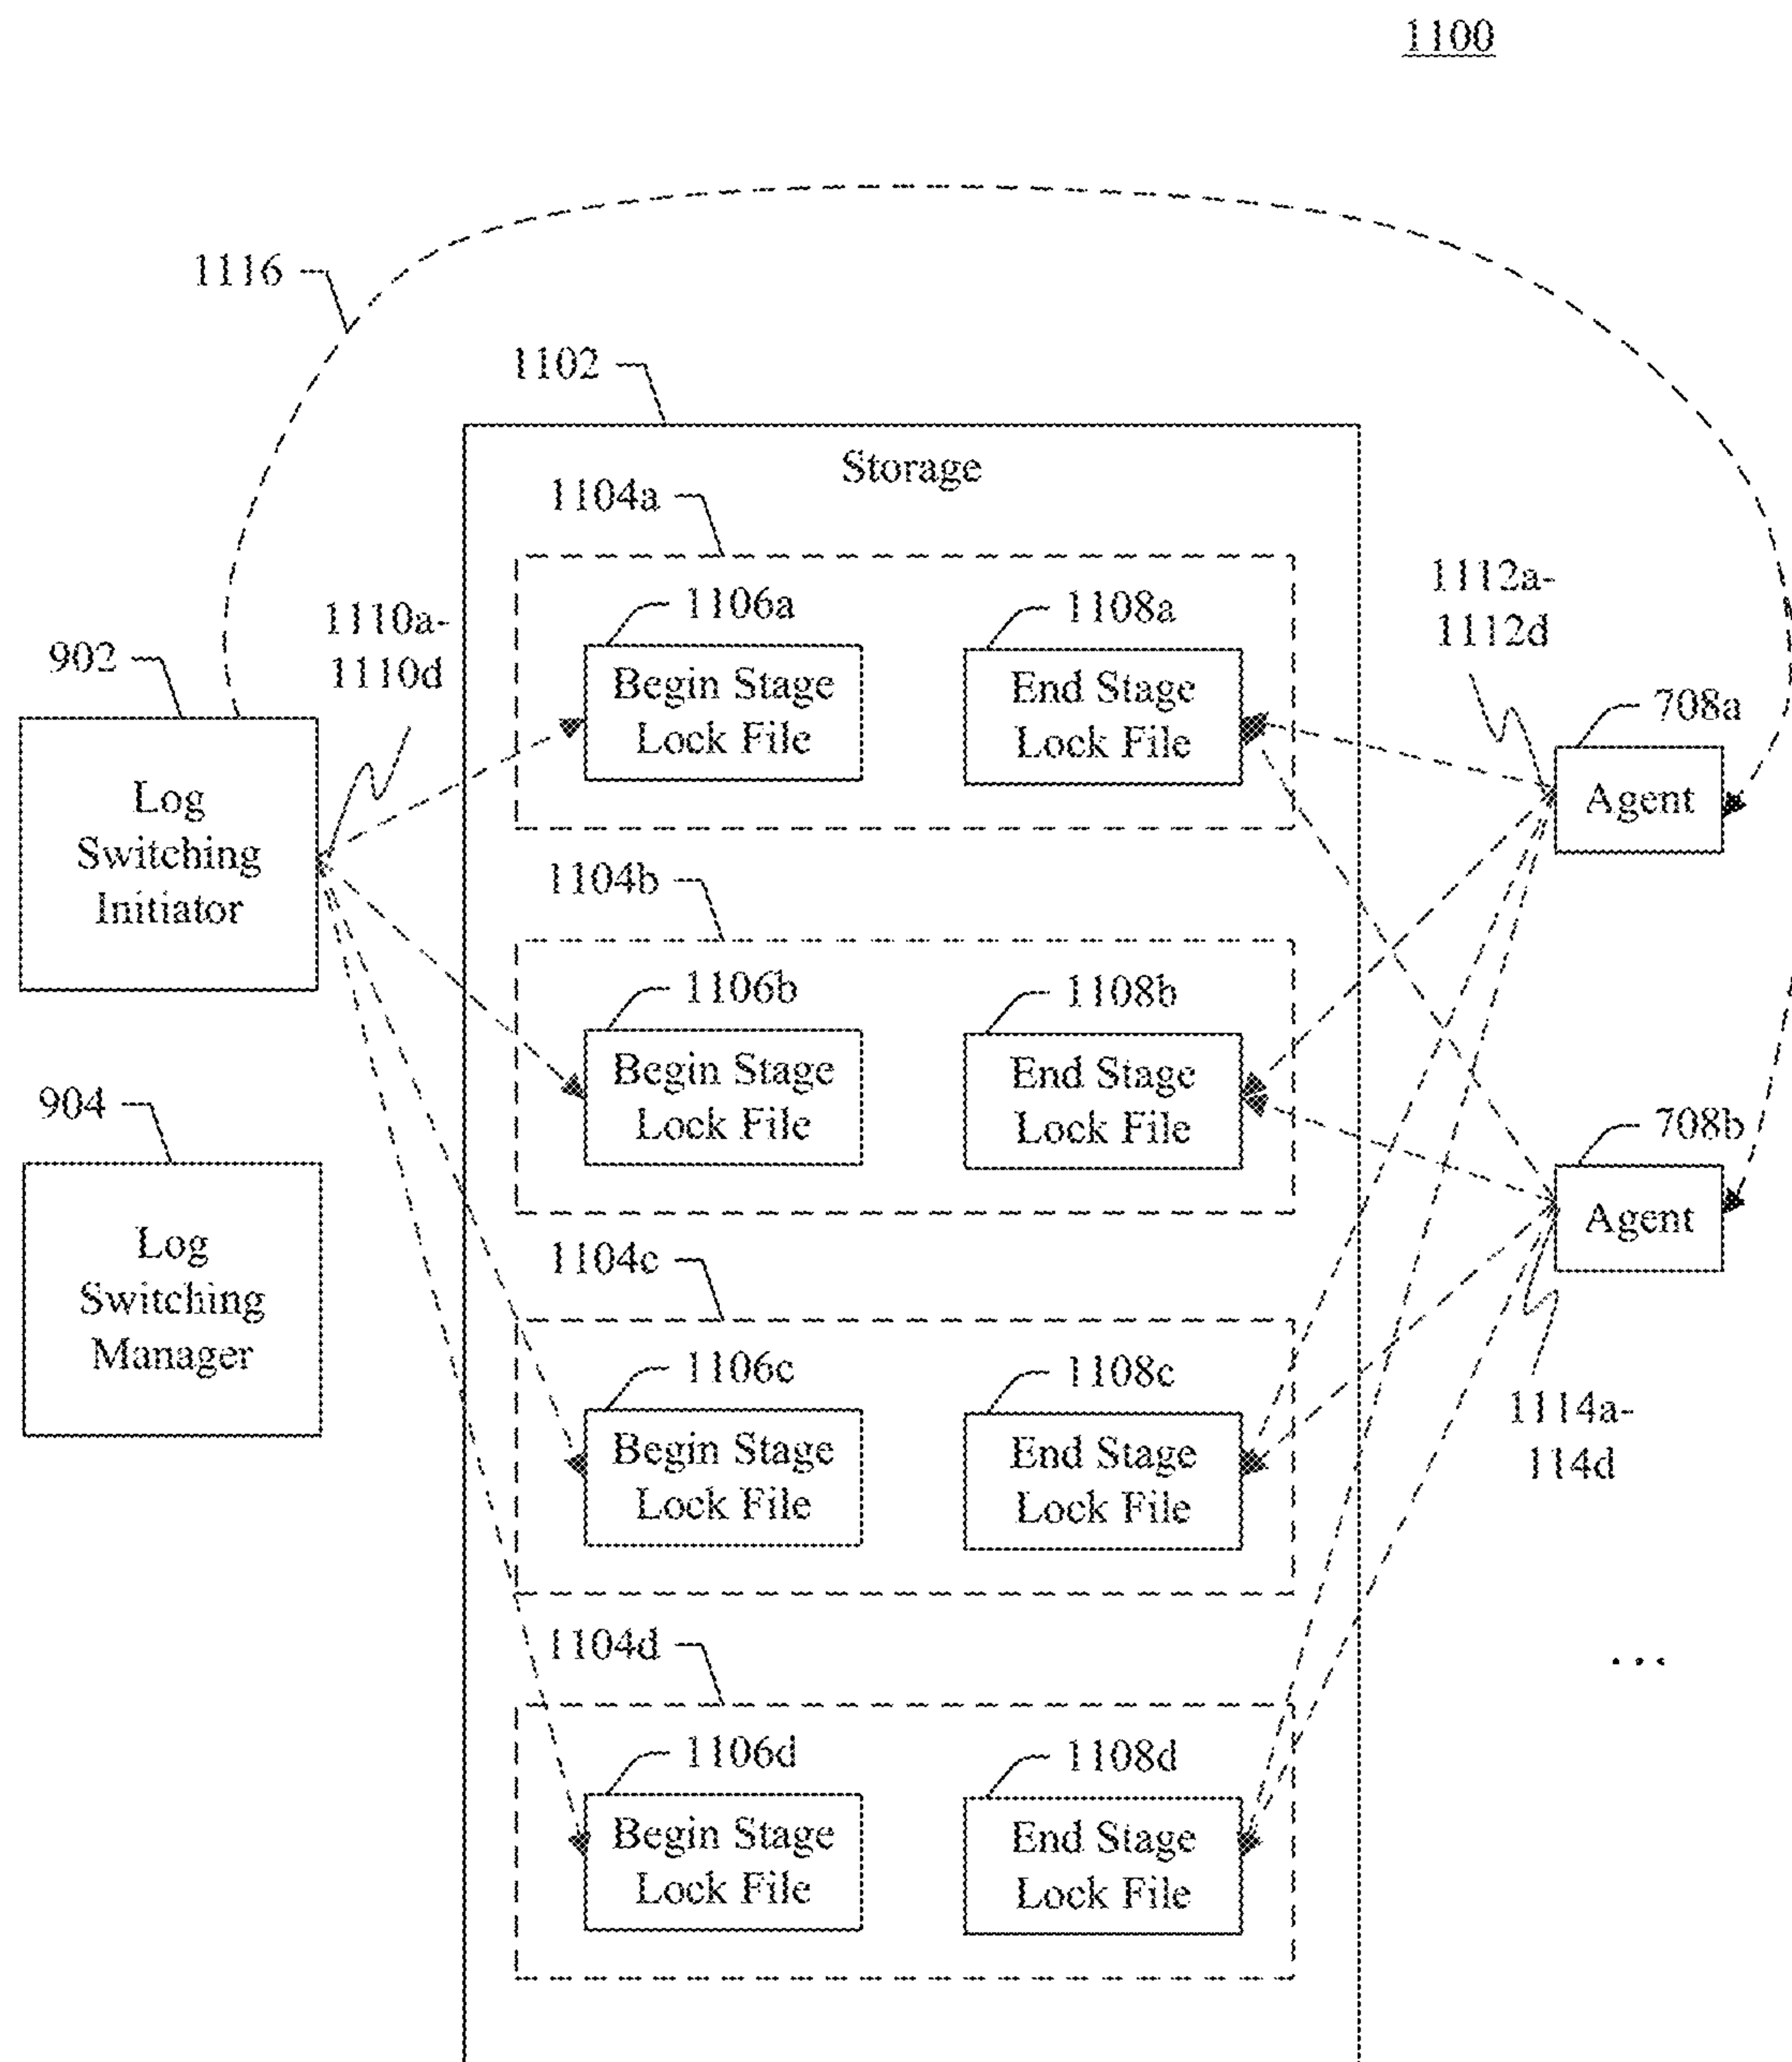 1100
1116
1102
Storage
1104a
1112a-
1112d
1110a-
1110d
1106a
1108a
902
Begin Stage
Lock File
End Stage
Lock File
708a
Log
Switching
Initiator
Agent
1104b
1106b
1108b
Begin Stage
Lock File
End Stage
Lock File
904
708b
Log
Switching
Manager
Agent
1104c
1106c
1108c
Begin Stage
Lock File
End Stage
Lock File
1114a-
114d
1104d
...
1106d
1108d
Begin Stage
Lock File
End Stage
Lock File